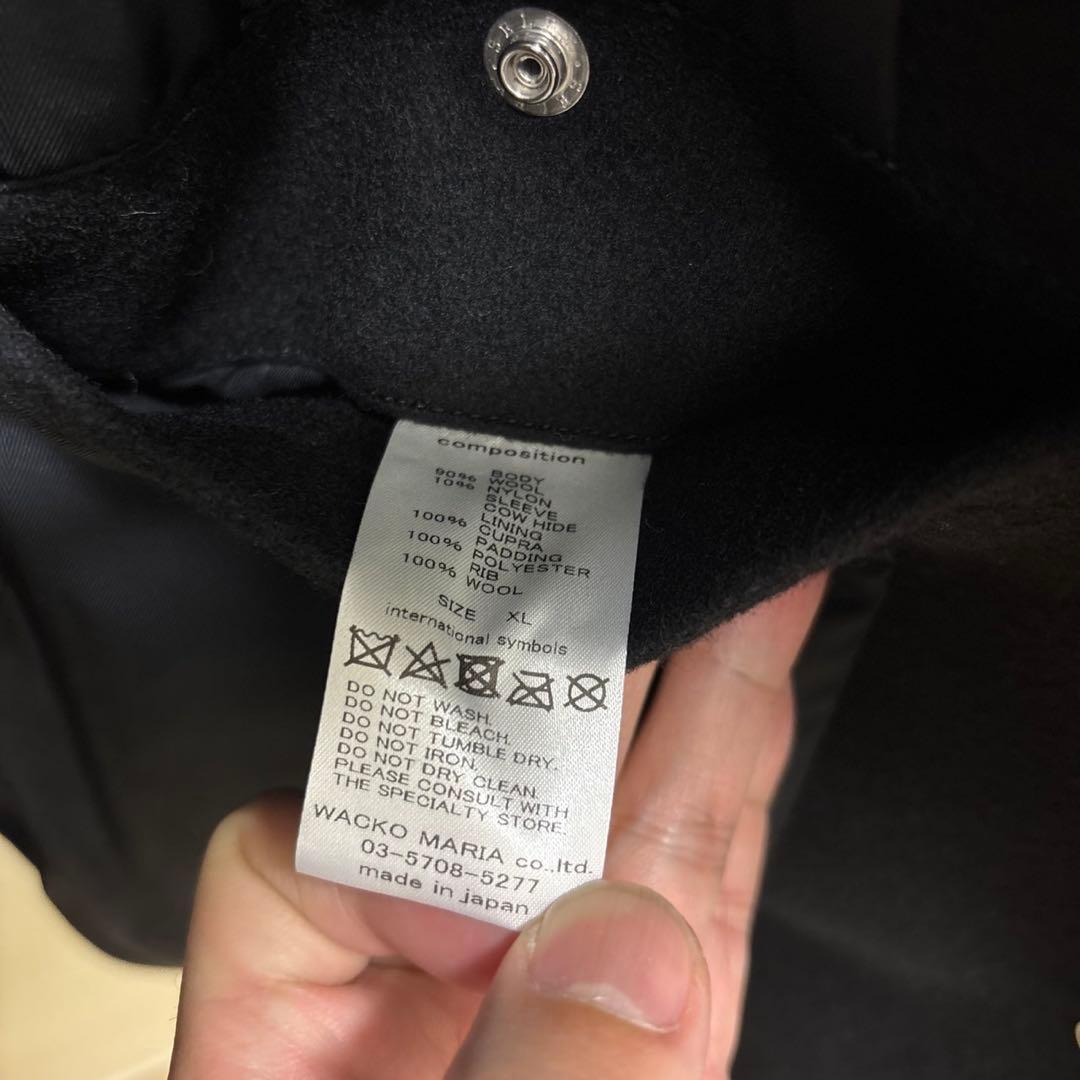 composition
BODY
90% WOOL
10% NYLON
SLEEVE
COW HIDE
LINING
100% CUPRA
PADDING
100% POLYESTER
RIB
100% WOOL
SIZE XL
international symbols
DO NOT WASH.
DO NOT BLEACH.
DO NOT TUMBLE DRY.
DO NOT IRON.
DO NOT DRY CLEAN.
PLEASE CONSULT WITH
THE SPECIALTY STORE.
WACKO MARIA co.,ltd.
03-5708-5277
made in japan